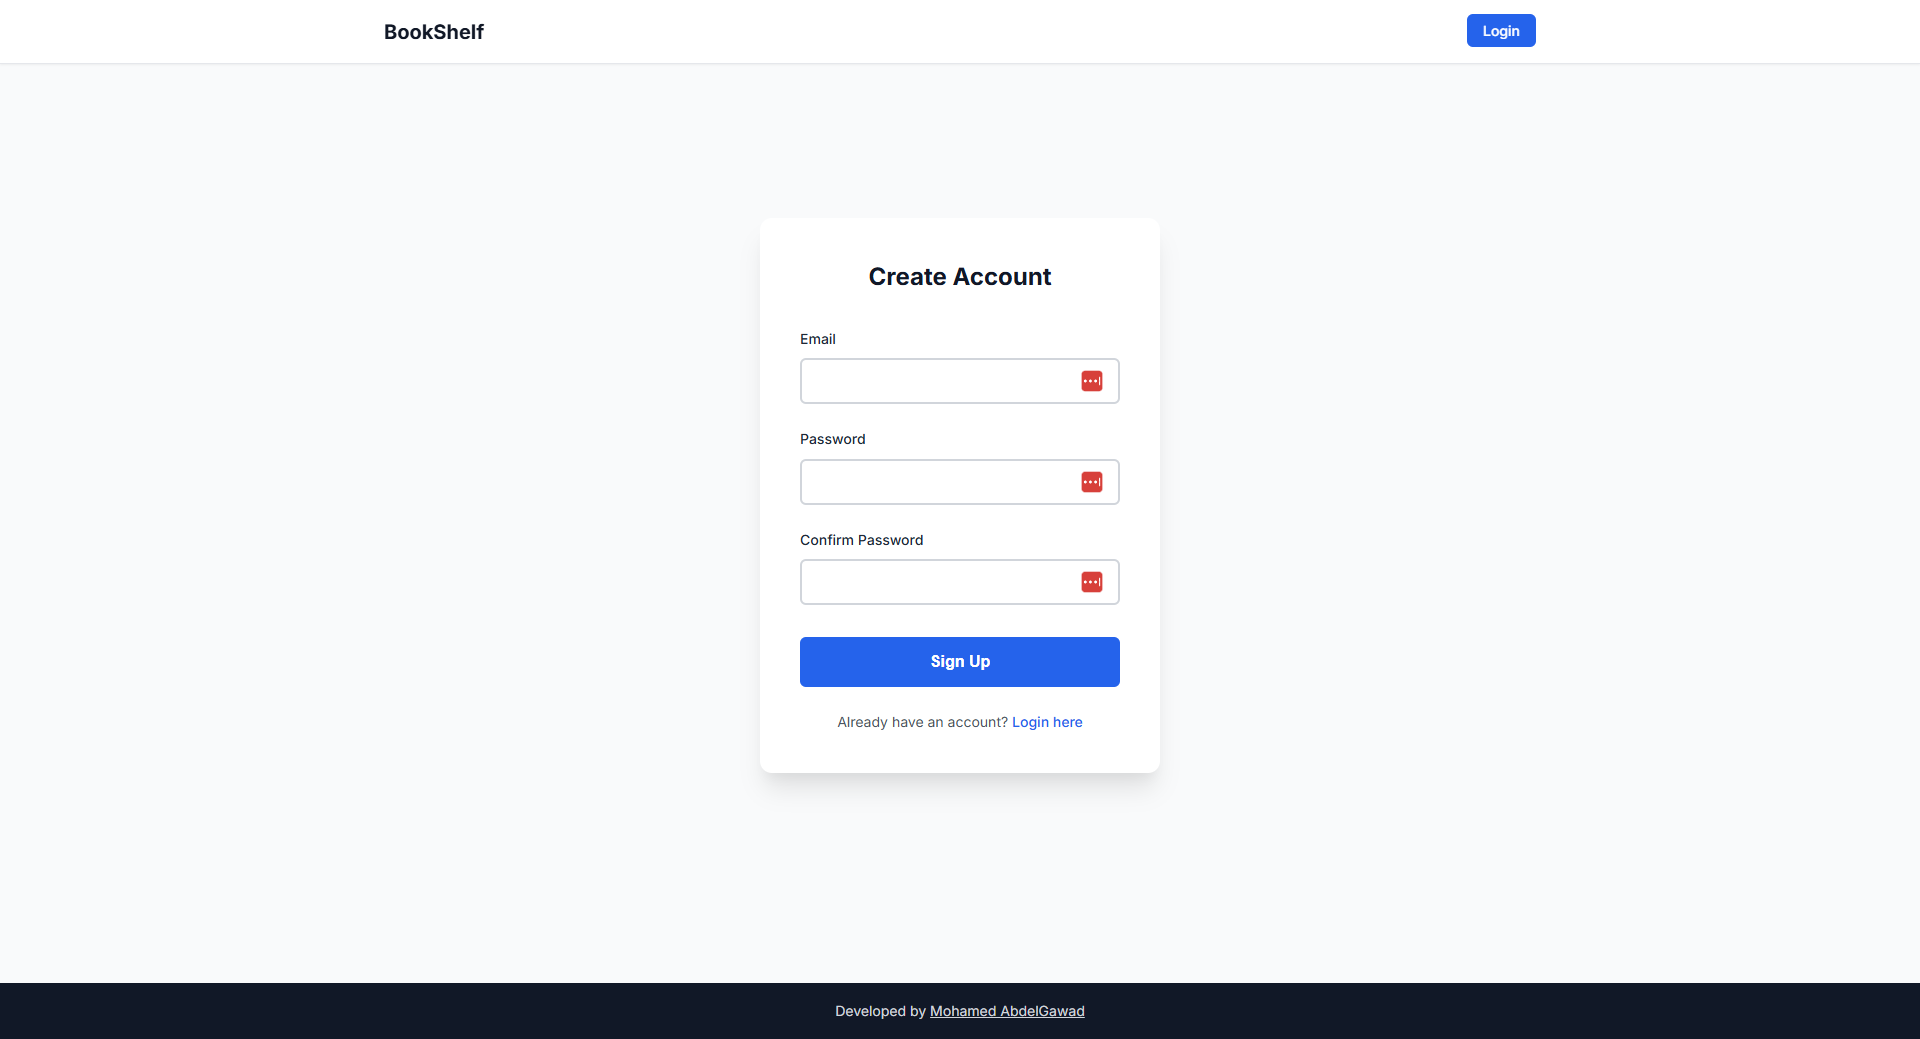 BookShelf
Login
Create Account
Email
Password
Confirm Password
Sign Up
Already have an account? Login here
Developed by Mohamed AbdelGawad